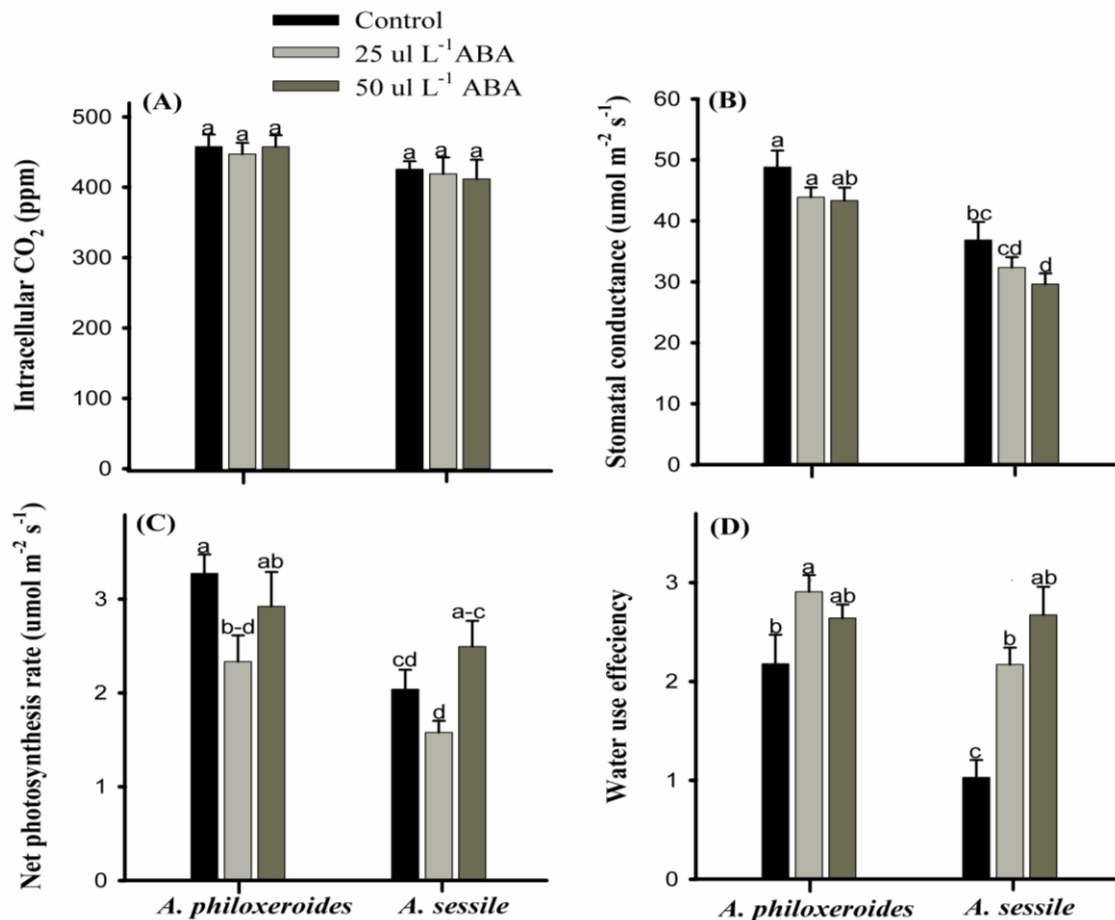 Control
25 ul L⁻¹ ABA
50 ul L⁻¹ ABA
(A)
Intracellular CO₂ (ppm)
500
400
300
200
100
0
a a a
a a a
(B)
Stomatal conductance (umol m⁻² s⁻¹)
60
50
40
30
20
10
0
a a ab
bc cd d
(C)
Net photosynthesis rate (umol m⁻² s⁻¹)
3
2
1
0
a b-d ab
cd d a-c
A. philoxeroides A. sessile
(D)
Water use effeciency
3
2
1
0
b a ab
c b ab
A. philoxeroides A. sessile